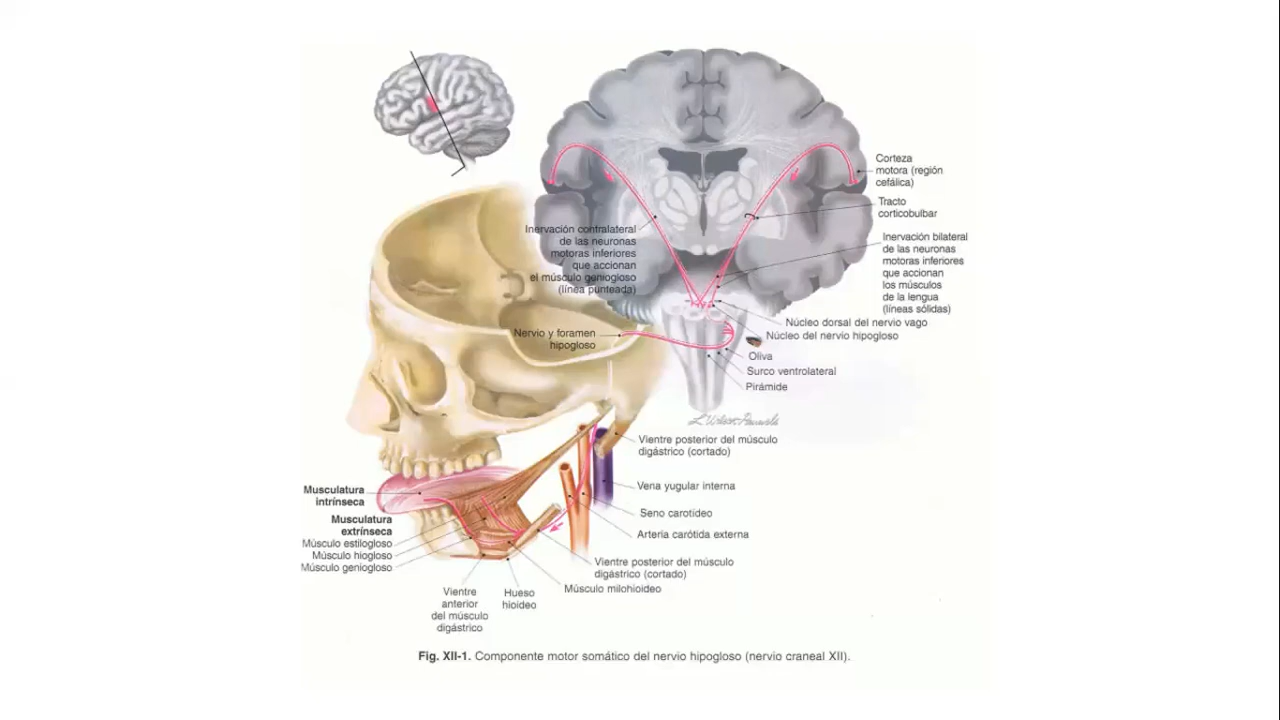 Corteza
motora (región
cefálica)
Tracto
corticobulbar
Inervación contralateral
de las neuronas
motoras inferiores
que accionan
el músculo geniogloso
(línea punteada)
Inervación bilateral
de las neuronas
motoras inferiores
que accionan
los músculos
de la lengua
(líneas sólidas)
Núcleo dorsal del nervio vago
Núcleo del nervio hipogloso
Nervio y foramen
hipogloso
Oliva
Surco ventrolateral
Pirámide
Vientre posterior del músculo
digástrico (cortado)
Vena yugular interna
Seno carotídeo
Arteria carótida externa
Vientre posterior del músculo
digástrico (cortado)
Músculo milohioideo
Musculatura
intrínseca
Musculatura
extrínseca
Músculo estilogloso
Músculo hiogloso
Músculo geniogloso
Vientre
anterior
del músculo
digástrico
Hueso
hioideo
Fig. XII-1. Componente motor somático del nervio hipogloso (nervio craneal XII).